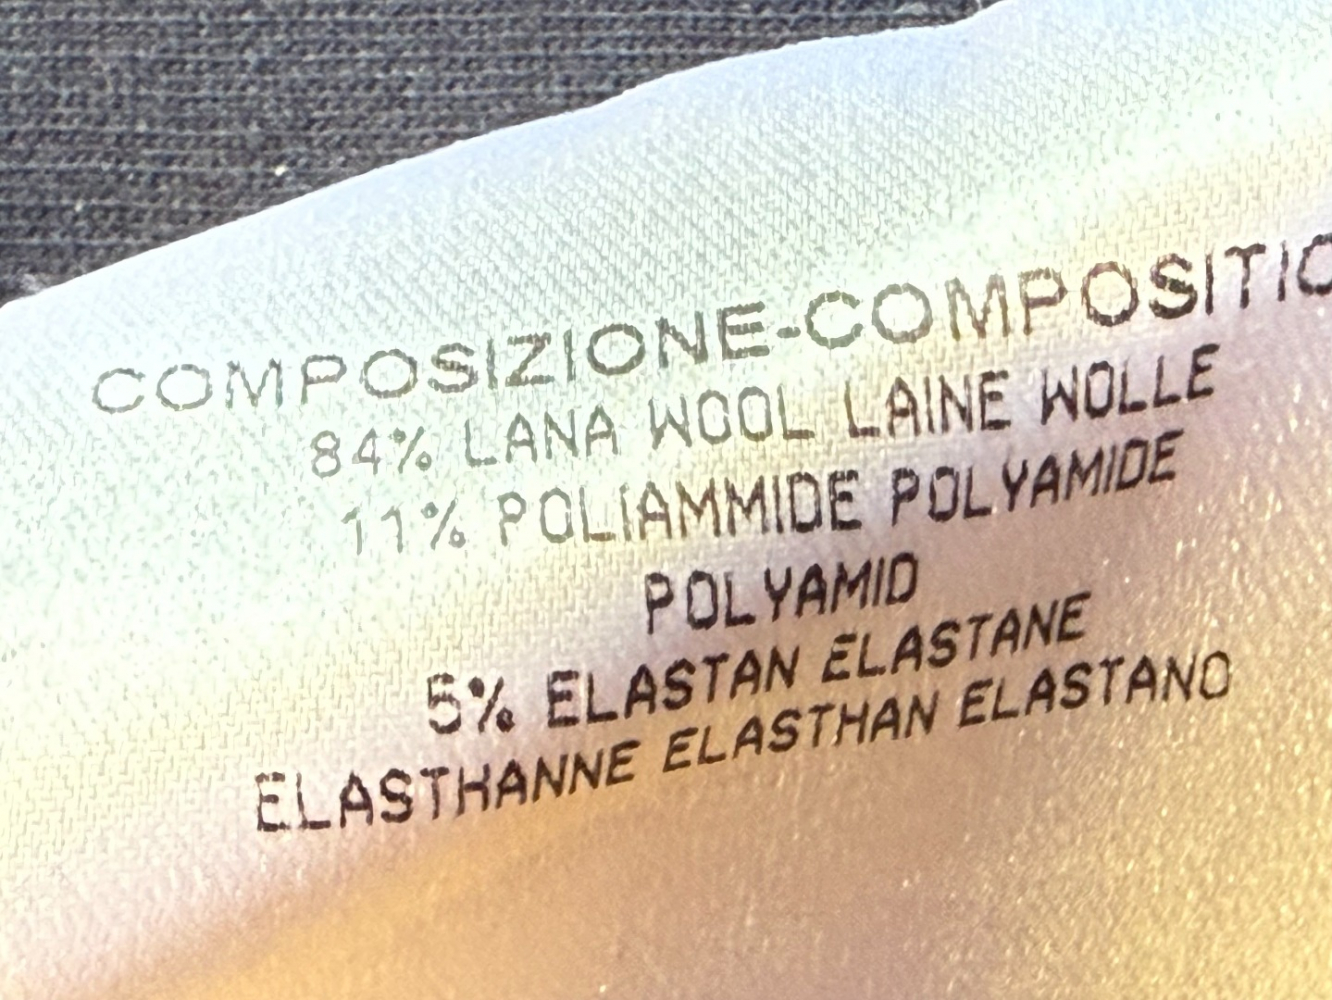 COMPOSIZIONE-COMPOSITIO
84% LANA WOOL LAINE WOLLE
11% POLIAMMIDE POLYAMIDE
POLYAMID
5% ELASTAN ELASTANE
ELASTHANNE ELASTHAN ELASTANO